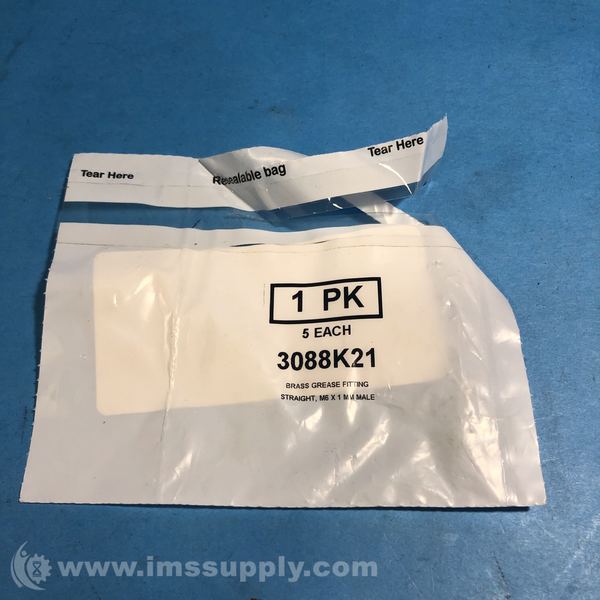 Tear Here
Resealable bag
Tear Here
1 PK
5 EACH
3088K21
BRASS GREASE FITTING
STRAIGHT, M6 X 1 MM MALE
www.imssupply.com